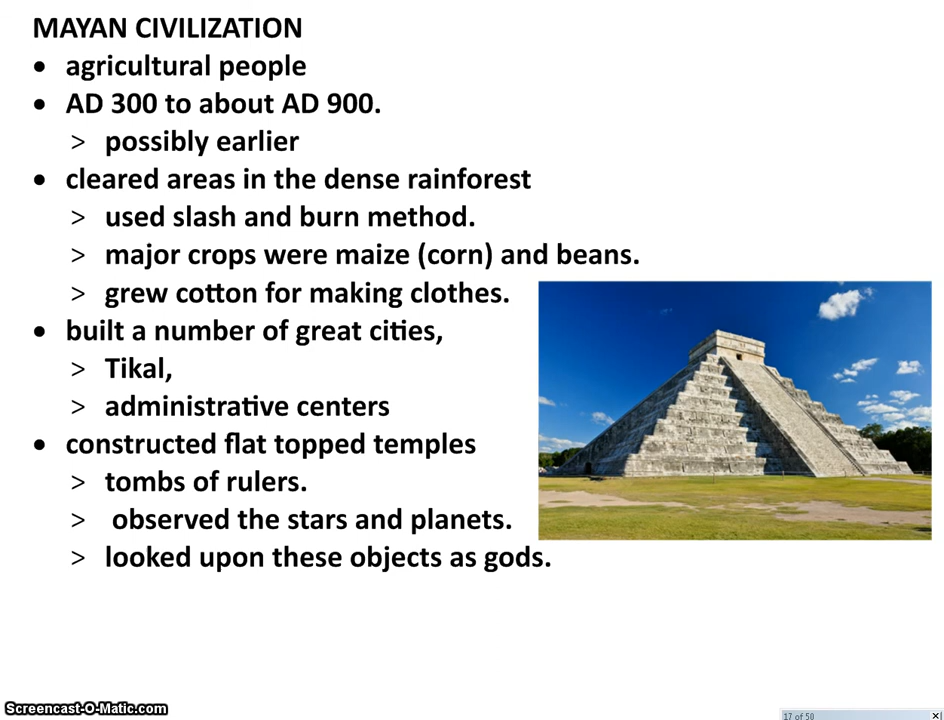 MAYAN CIVILIZATION
• agricultural people
• AD 300 to about AD 900.
> possibly earlier
• cleared areas in the dense rainforest
> used slash and burn method.
> major crops were maize (corn) and beans.
> grew cotton for making clothes.
• built a number of great cities,
> Tikal,
> administrative centers
• constructed flat topped temples
> tombs of rulers.
> observed the stars and planets.
> looked upon these objects as gods.
Screencast-O-Matic.com
17 of 50